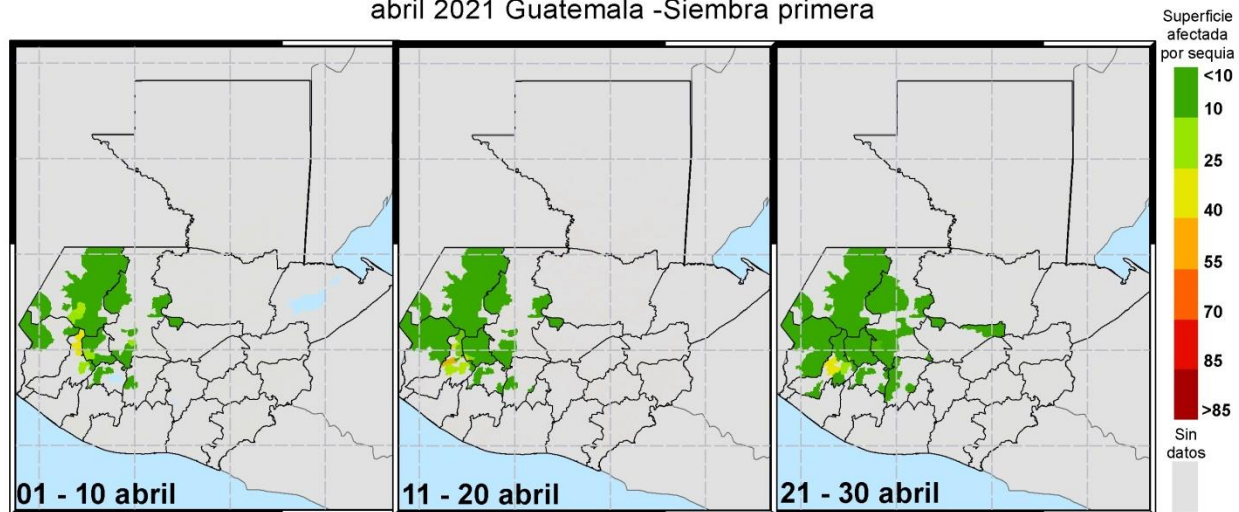 abril 2021 Guatemala -Siembra primera
Superficie
afectada
por sequia
<10
10
25
40
55
70
85
>85
Sin
datos
01 - 10 abril
11 - 20 abril
21 - 30 abril